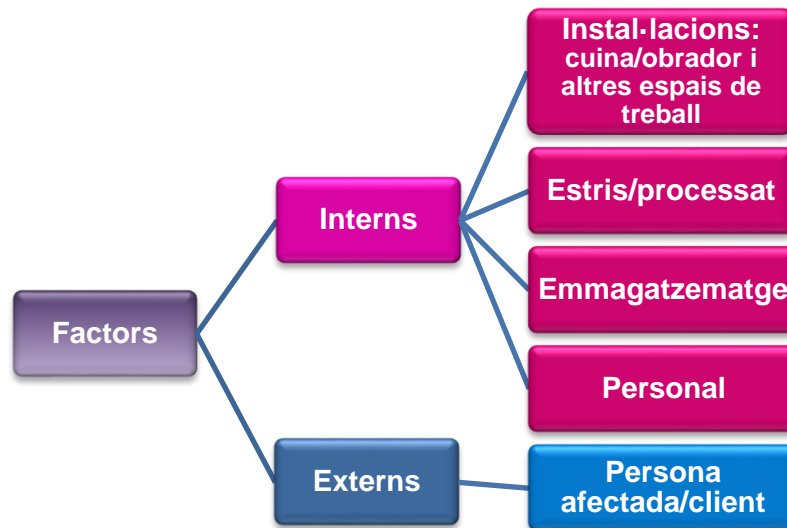 Instal·lacions:
cuina/obrador i
altres espais de
treball
Estris/processat
Interns
Emmagatzematge
Factors
Personal
Externs
Persona
afectada/client